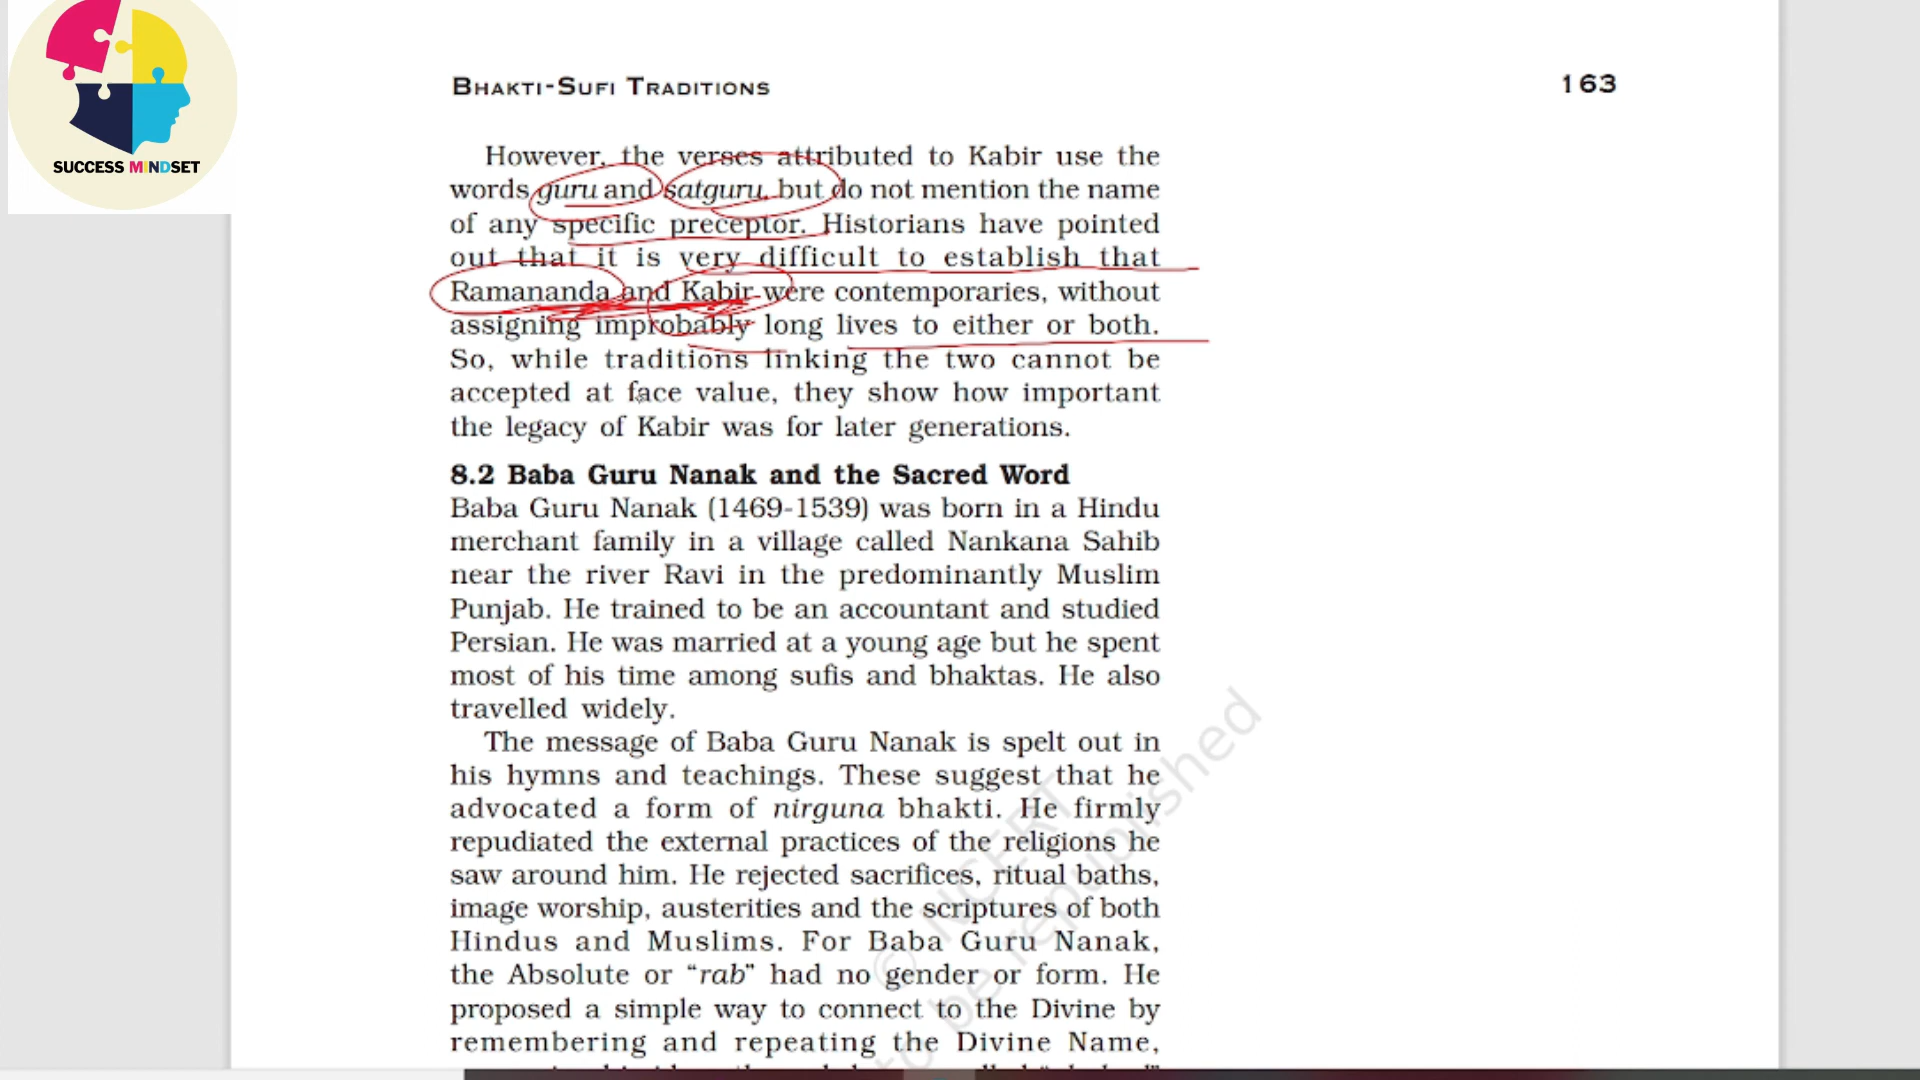 SUCCESS MINDSET
BHAKTI-SUFI TRADITIONS
163
However, the verses attributed to Kabir use the
words guru and satguru, but do not mention the name
of any specific preceptor. Historians have pointed
out that it is very difficult to establish that
Ramananda and Kabir were contemporaries, without
assigning improbably long lives to either or both.
So, while traditions linking the two cannot be
accepted at face value, they show how important
the legacy of Kabir was for later generations.
8.2 Baba Guru Nanak and the Sacred Word
Baba Guru Nanak (1469-1539) was born in a Hindu
merchant family in a village called Nankana Sahib
near the river Ravi in the predominantly Muslim
Punjab. He trained to be an accountant and studied
Persian. He was married at a young age but he spent
most of his time among sufis and bhaktas. He also
travelled widely.
The message of Baba Guru Nanak is spelt out in
his hymns and teachings. These suggest that he
advocated a form of nirguna bhakti. He firmly
repudiated the external practices of the religions he
saw around him. He rejected sacrifices, ritual baths,
image worship, austerities and the scriptures of both
Hindus and Muslims. For Baba Guru Nanak,
the Absolute or “rab” had no gender or form. He
proposed a simple way to connect to the Divine by
remembering and repeating the Divine Name,
© NCERT
to be republished